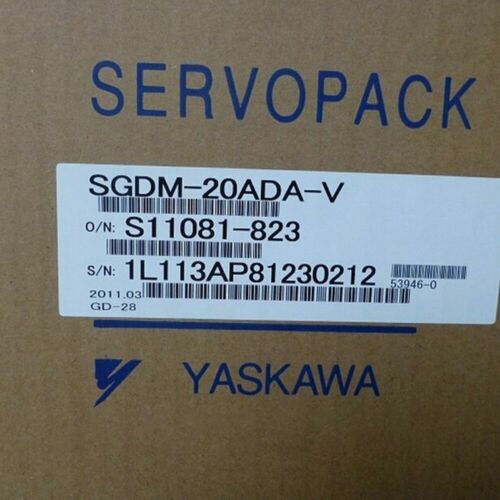 SERVOPACK
SGDM-20ADA-V
O/N: S11081-823
S/N: 1L113AP81230212
53946-0
2011.03
GD-28
YASKAWA